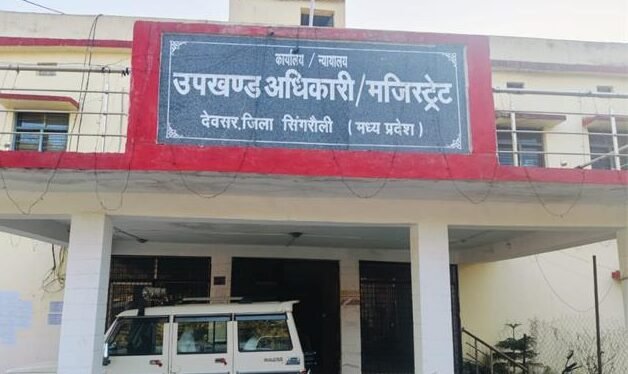 कार्यालय / न्यायालय
उपखण्ड अधिकारी/मजिस्ट्रेट
देवसर, जिला सिंगरौली (मध्य प्रदेश)